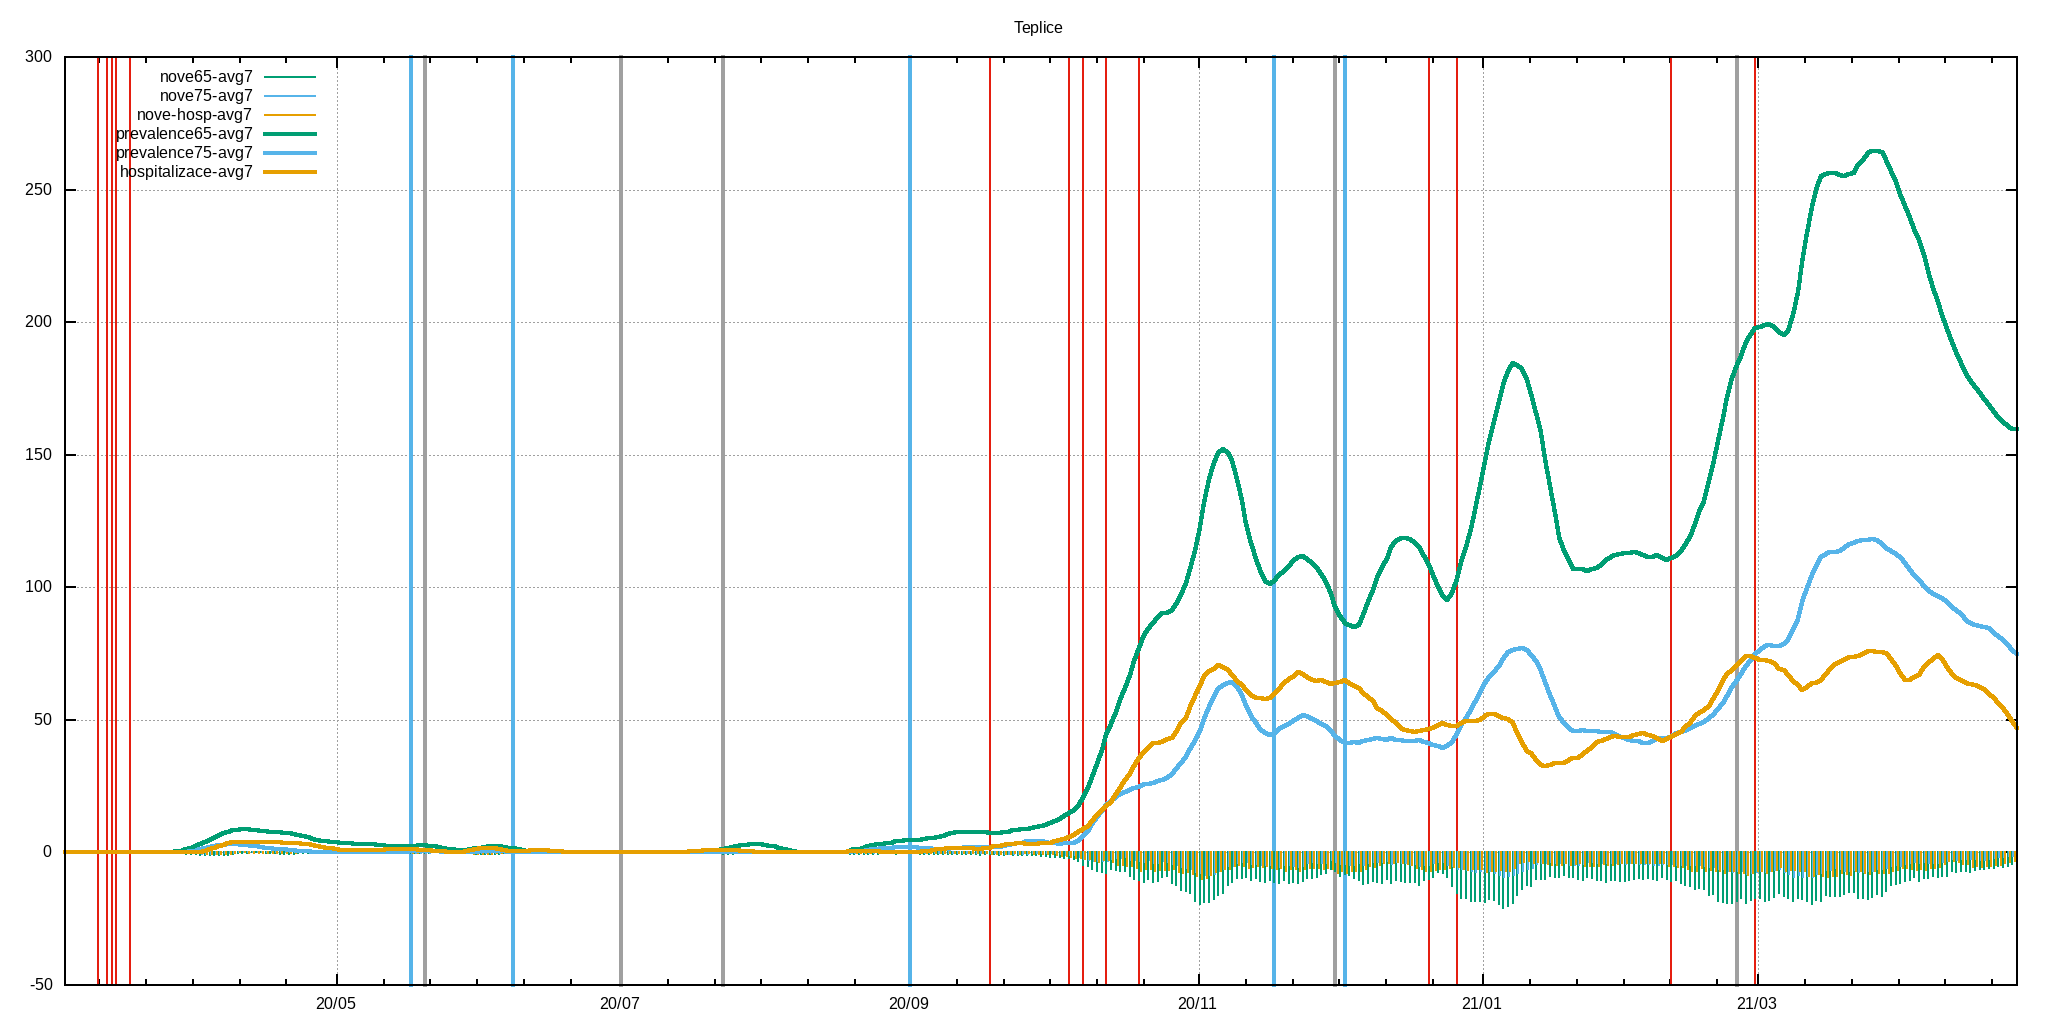 Teplice
300
250
200
150
100
50
0
-50
nove65-avg7
nove75-avg7
nove-hosp-avg7
prevalence65-avg7
prevalence75-avg7
hospitalizace-avg7
20/05 20/07 20/09 20/11 21/01 21/03